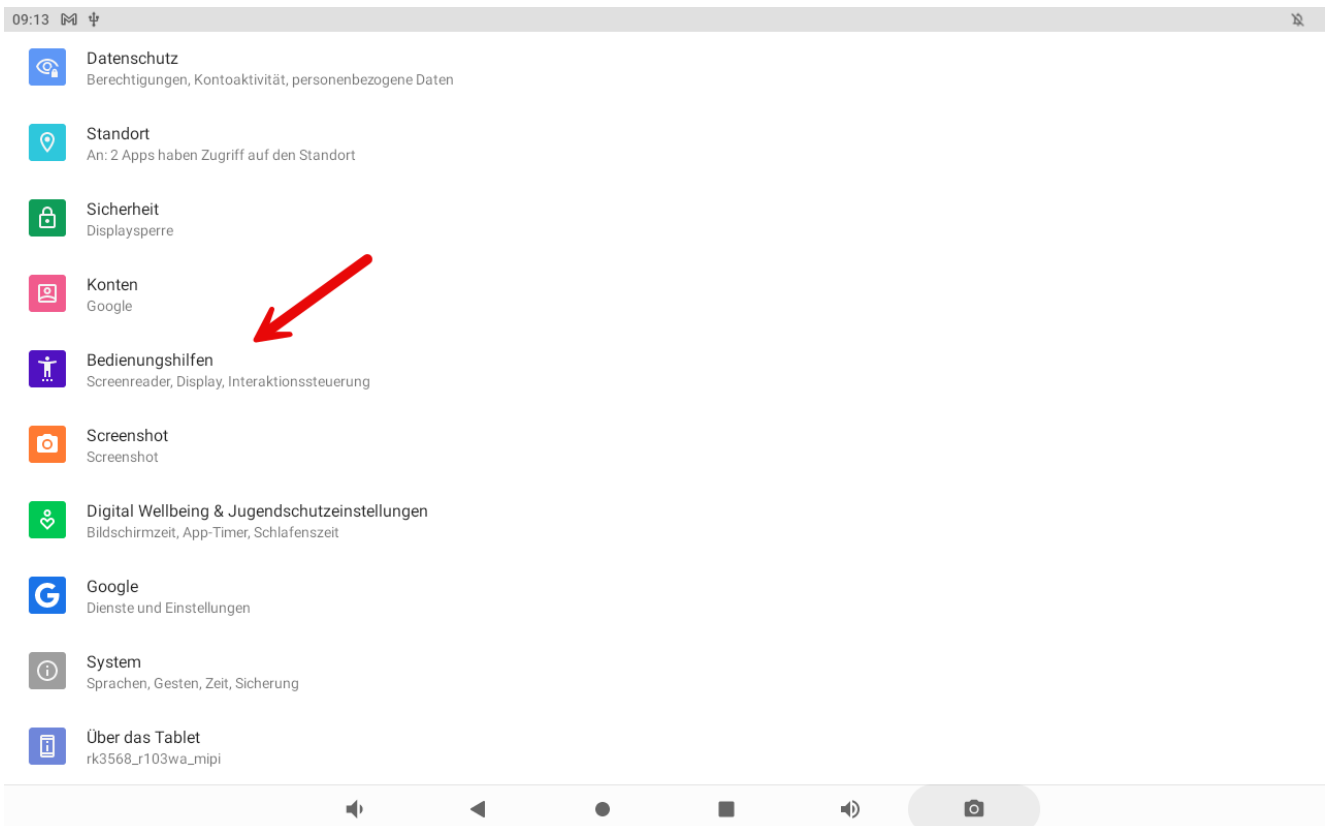 09:13
Datenschutz
Berechtigungen, Kontoaktivität, personenbezogene Daten
Standort
An: 2 Apps haben Zugriff auf den Standort
Sicherheit
Displaysperre
Konten
Google
Bedienungshilfen
Screenreader, Display, Interaktionssteuerung
Screenshot
Screenshot
Digital Wellbeing & Jugendschutzeinstellungen
Bildschirmzeit, App-Timer, Schlafenszeit
Google
Dienste und Einstellungen
System
Sprachen, Gesten, Zeit, Sicherung
Über das Tablet
rk3568_r103wa_mipi